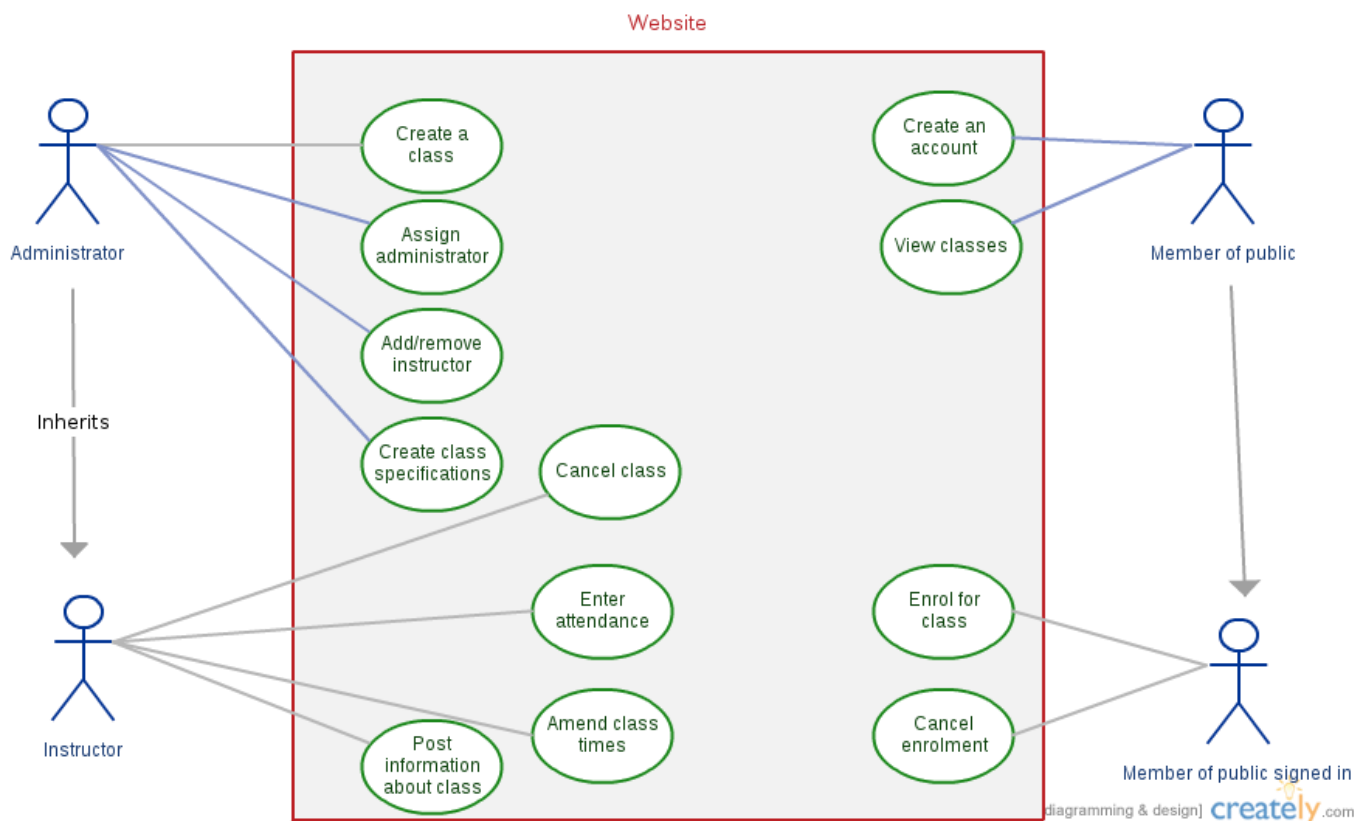 Website
Create a
class
Create an
account
Assign
administrator
View classes
Administrator
Member of public
Add/remove
instructor
Inherits
Create class
specifications
Cancel class
Enter
attendance
Enrol for
class
Amend class
times
Cancel
enrolment
Instructor
Post
information
about class
Member of public signed in
diagramming & design]
creately.com